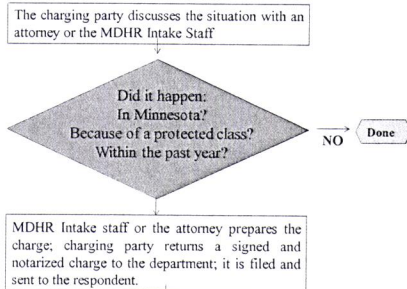 The charging party discusses the situation with an
attorney or the MDHR Intake Staff
Did it happen:
In Minnesota?
Because of a protected class?
Within the past year?
NO
Done
MDHR Intake staff or the attorney prepares the
charge; charging party returns a signed and
notarized charge to the department; it is filed and
sent to the respondent.